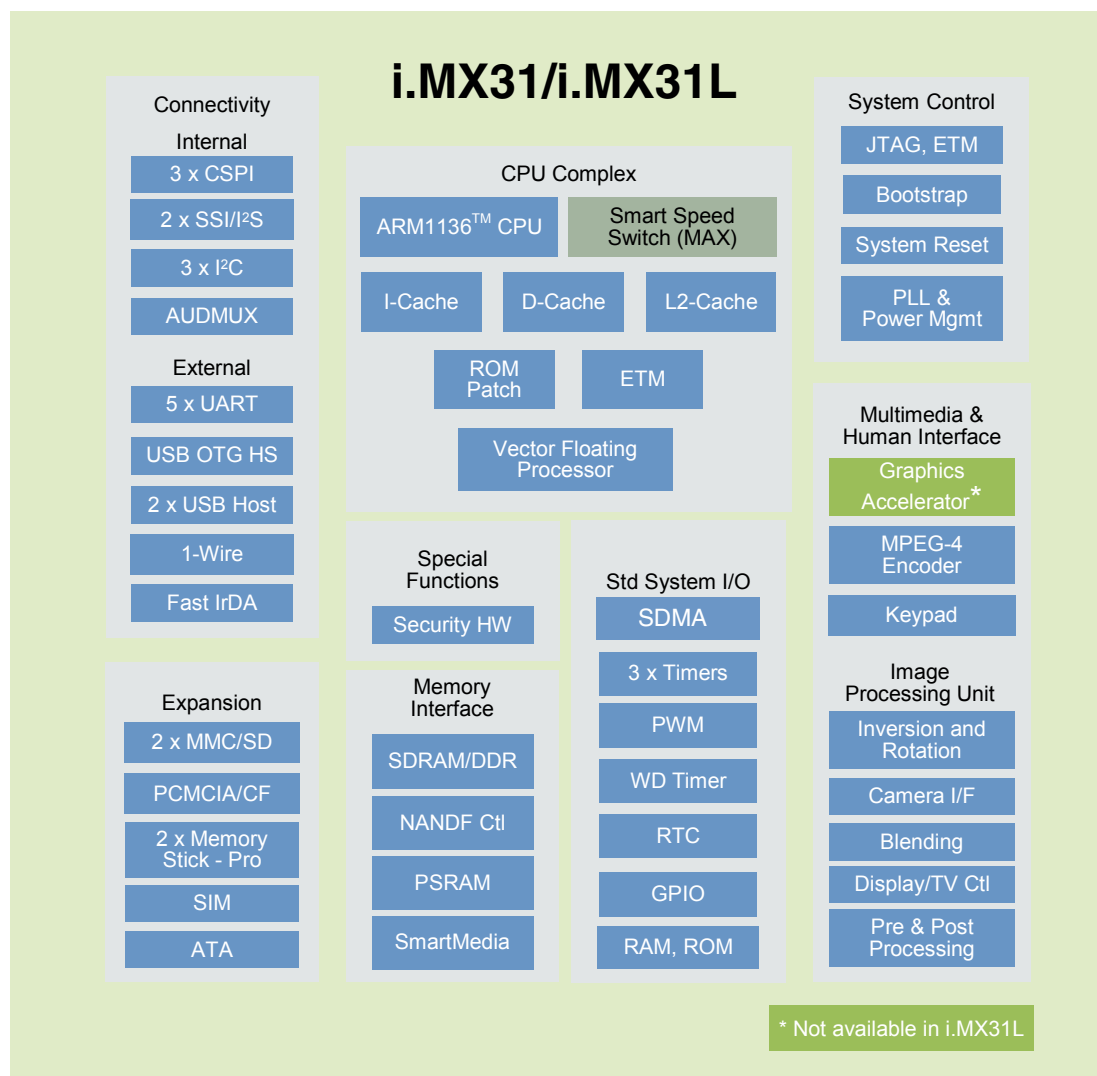 i.MX31/i.MX31L
Connectivity
Internal
3 x CSPI
2 x SSI/I²S
3 x I²C
AUDMUX
External
5 x UART
USB OTG HS
2 x USB Host
1-Wire
Fast IrDA
Expansion
2 x MMC/SD
PCMCIA/CF
2 x Memory
Stick - Pro
SIM
ATA
CPU Complex
ARM1136™ CPU
Smart Speed
Switch (MAX)
I-Cache
D-Cache
L2-Cache
ROM
Patch
ETM
Vector Floating
Processor
Special
Functions
Security HW
Memory
Interface
SDRAM/DDR
NANDF Ctl
PSRAM
SmartMedia
Std System I/O
SDMA
3 x Timers
PWM
WD Timer
RTC
GPIO
RAM, ROM
System Control
JTAG, ETM
Bootstrap
System Reset
PLL &
Power Mgmt
Multimedia &
Human Interface
Graphics
Accelerator*
MPEG-4
Encoder
Keypad
Image
Processing Unit
Inversion and
Rotation
Camera I/F
Blending
Display/TV Ctl
Pre & Post
Processing
* Not available in i.MX31L